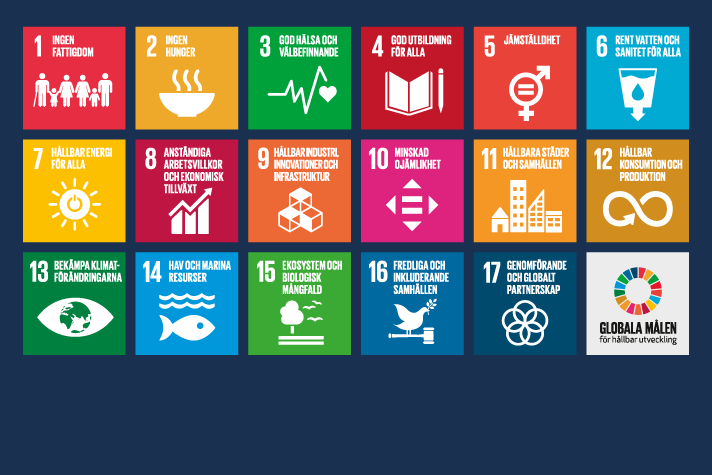 1 INGEN
FATTIGDOM
2 INGEN
HUNGER
3 GOD HÄLSA OCH
VÄLBEFINNANDE
4 GOD UTBILDNING
FÖR ALLA
5 JÄMSTÄLLDHET
6 RENT VATTEN OCH
SANITET FÖR ALLA
7 HÅLLBAR ENERGI
FÖR ALLA
8 ANSTÄNDIGA
ARBETSVILLKOR
OCH EKONOMISK
TILLVÄXT
9 HÅLLBAR INDUSTRI,
INNOVATIONER OCH
INFRASTRUKTUR
10 MINSKAD
OJÄMLIKHET
11 HÅLLBARA STÄDER
OCH SAMHÄLLEN
12 HÅLLBAR
KONSUMTION OCH
PRODUKTION
13 BEKÄMPA KLIMAT-
FÖRÄNDRINGARNA
14 HAV OCH MARINA
RESURSER
15 EKOSYSTEM OCH
BIOLOGISK
MÅNGFALD
16 FREDLIGA OCH
INKLUDERANDE
SAMHÄLLEN
17 GENOMFÖRANDE
OCH GLOBALT
PARTNERSKAP
GLOBALA MÅLEN
för hållbar utveckling